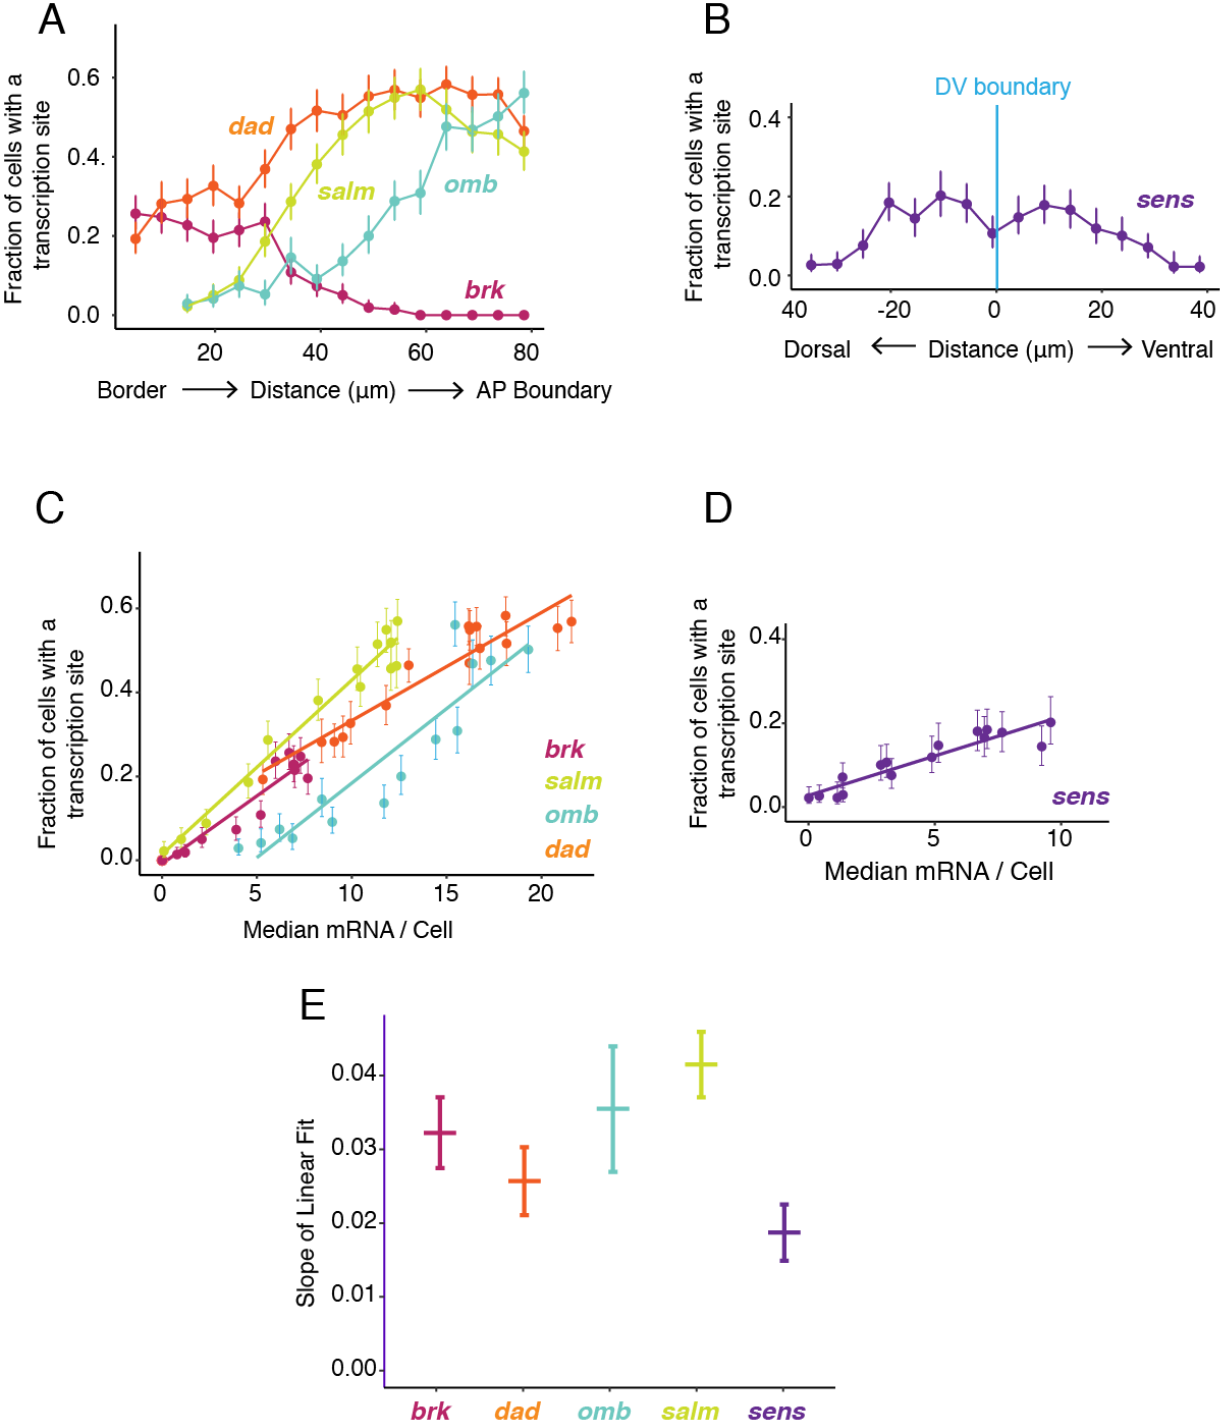 A
Fraction of cells with a
transcription site
0.6
0.4.
0.2
0.0
dad
salm
omb
brk
20
40
60
80
Border → Distance (μm) → AP Boundary
B
Fraction of cells with a
transcription site
DV boundary
0.4
0.2
0.0
sens
40
-20
0
20
40
Dorsal ← Distance (μm) → Ventral
C
Fraction of cells with a
transcription site
0.6
0.4
0.2
0.0
brk
salm
omb
dad
0
5
10
15
20
Median mRNA / Cell
D
Fraction of cells with a
transcription site
0.4
0.2
0.0
sens
0
5
10
Median mRNA / Cell
E
Slope of Linear Fit
0.04
0.03
0.02
0.01
0.00
brk
dad
omb
salm
sens